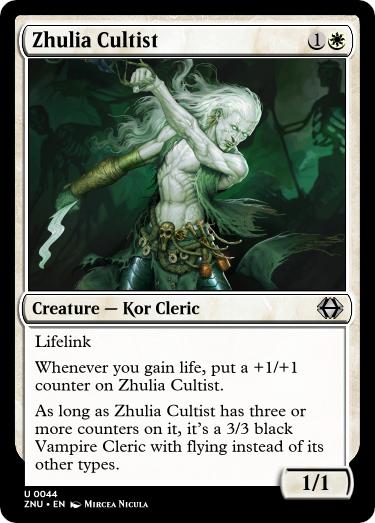 Zhulia Cultist 1
Creature — Kor Cleric
Lifelink
Whenever you gain life, put a +1/+1
counter on Zhulia Cultist.
As long as Zhulia Cultist has three or
more counters on it, it's a 3/3 black
Vampire Cleric with flying instead of its
other types.
1/1
U 0044
ZNU • EN Mircea Nicula